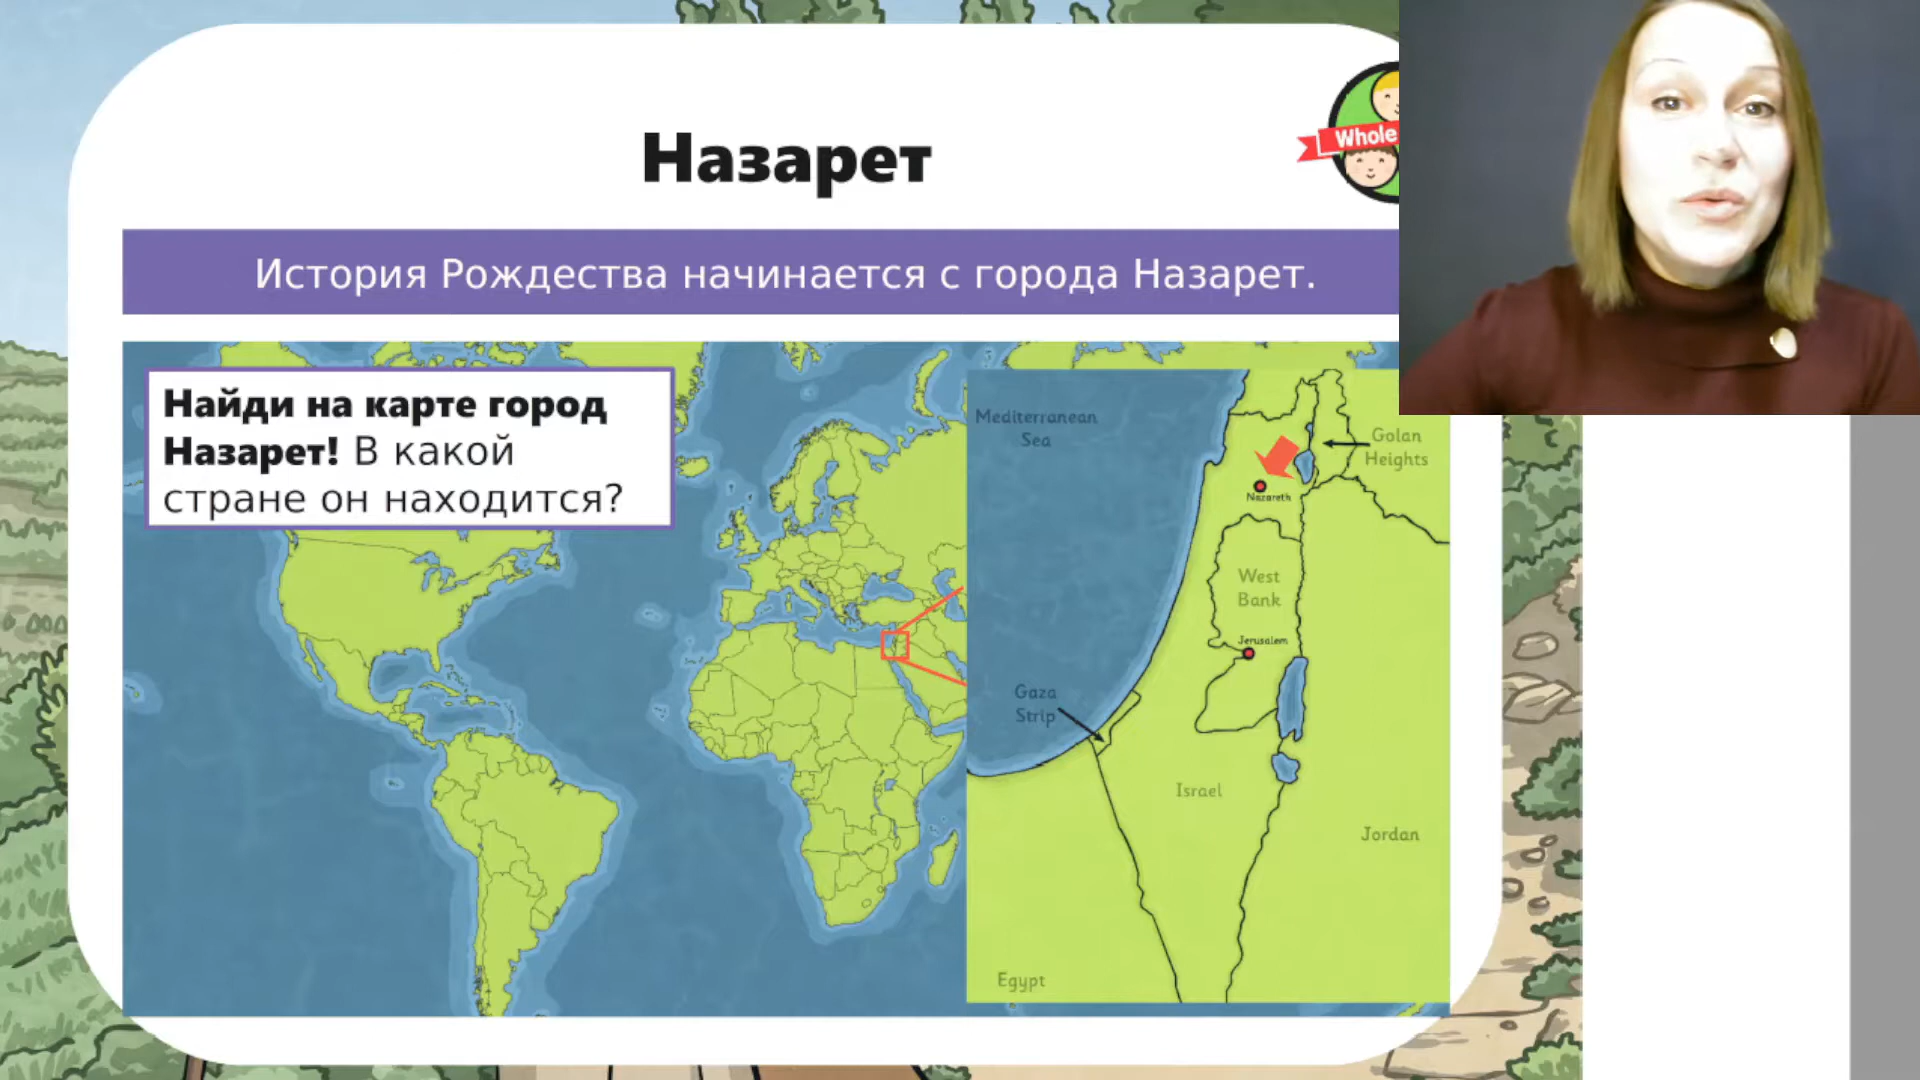 Назарет
Whole
История Рождества начинается с города Назарет.
Найди на карте город
Назарет! В какой
стране он находится?
Mediterranean
Sea
Golan
Heights
Nazareth
West
Bank
Jerusalem
Gaza
Strip
Israel
Jordan
Egypt